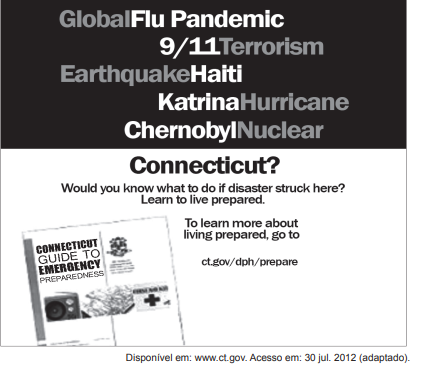 GlobalFlu Pandemic
9/11Terrorism
EarthquakeHaiti
KatrinaHurricane
ChernobylNuclear
Connecticut?
Would you know what to do if disaster struck here?
Learn to live prepared.
To learn more about
living prepared, go to
ct.gov/dph/prepare
CONNECTICUT
GUIDE TO
EMERGENCY
PREPAREDNESS
Disponível em: www.ct.gov. Acesso em: 30 jul. 2012 (adaptado).